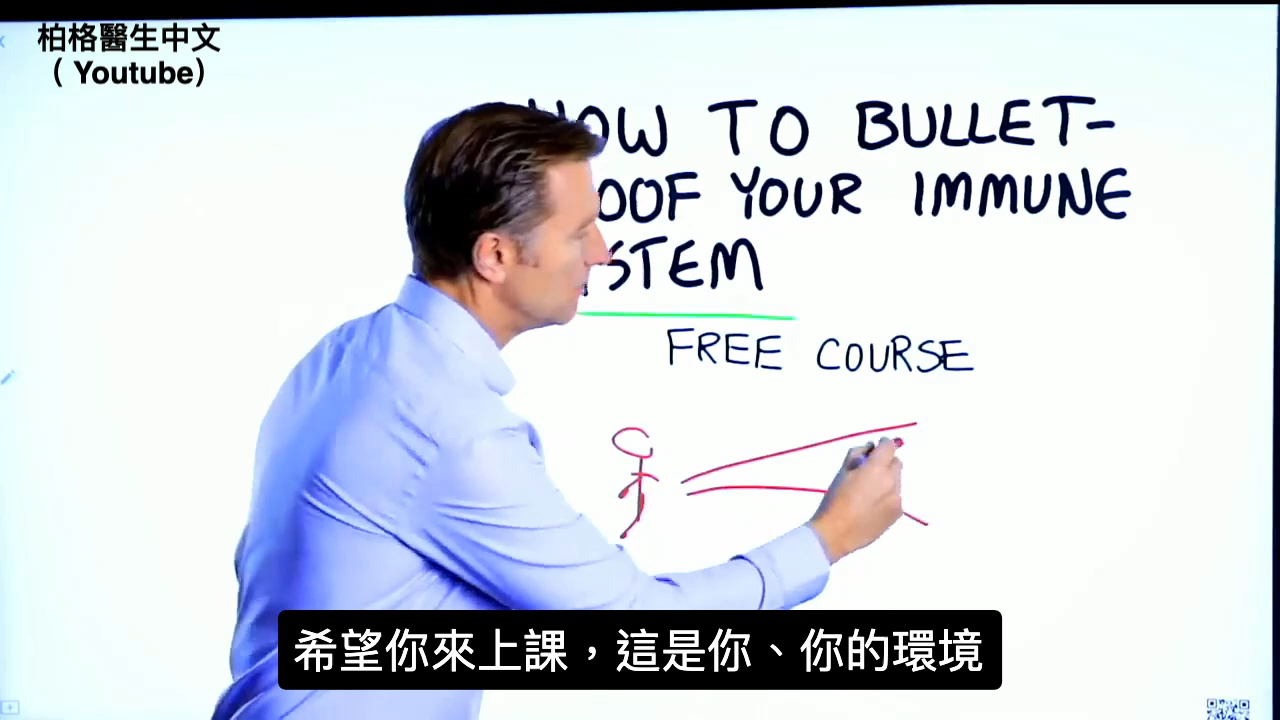 柏格醫生中文
（ Youtube）
HOW TO BULLET-
OOF YOUR IMMUNE
STEM
FREE COURSE
希望你來上課，這是你、你的環境